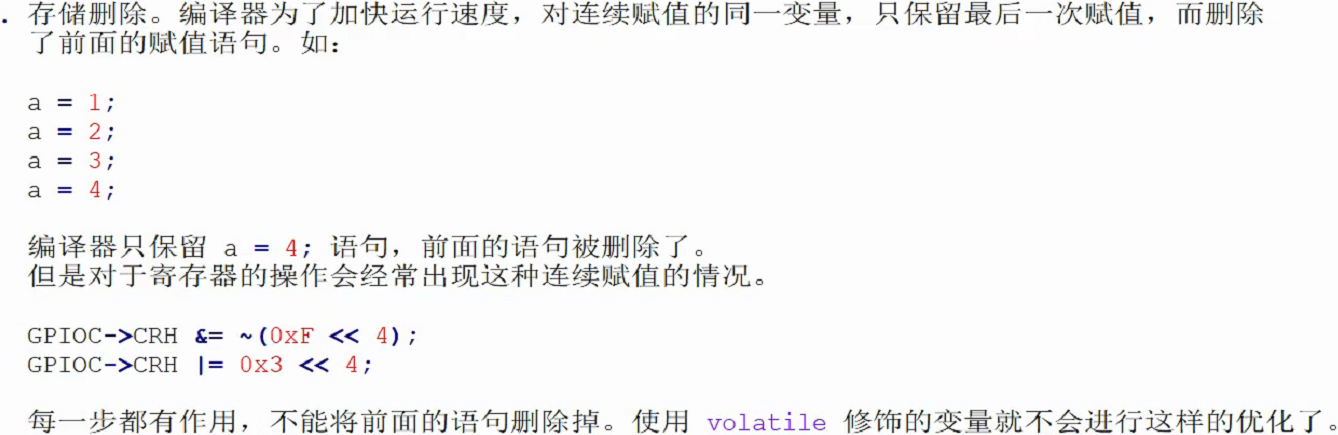 . 存储删除。编译器为了加快运行速度，对连续赋值的同一变量，只保留最后一次赋值，而删除
了前面的赋值语句。如：
a = 1;
a = 2;
a = 3;
a = 4;
编译器只保留 a = 4; 语句，前面的语句被删除了。
但是对于寄存器的操作会经常出现这种连续赋值的情况。
GPIOC->CRH &= ~(0xF << 4);
GPIOC->CRH |= 0x3 << 4;
每一步都有作用，不能将前面的语句删除掉。使用 volatile 修饰的变量就不会进行这样的优化了。